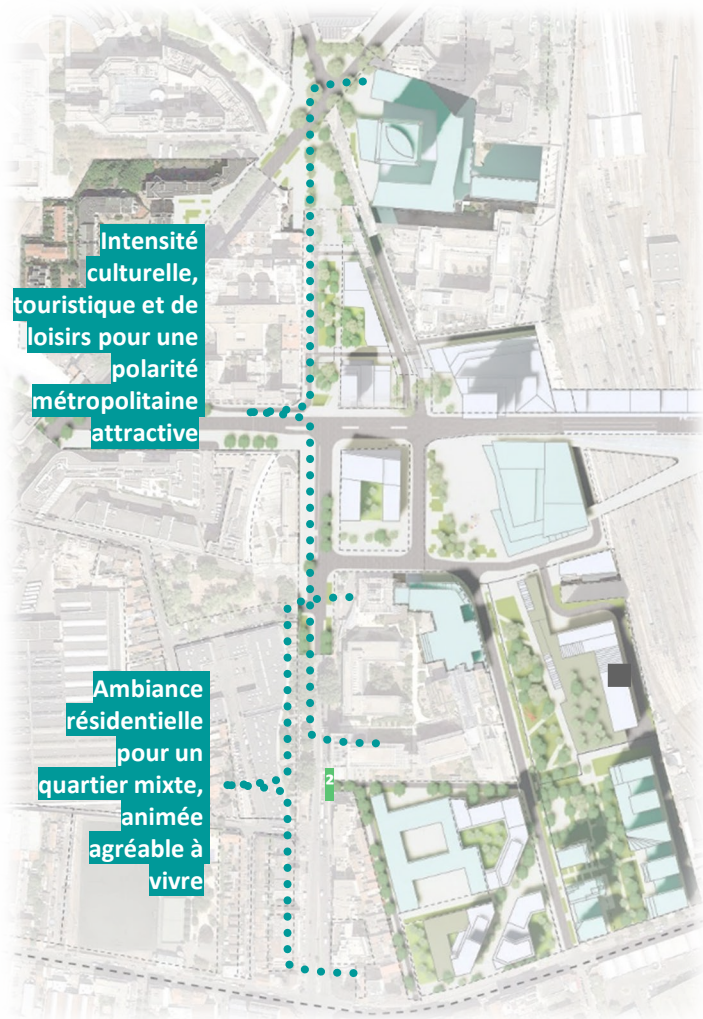 Intensité
culturelle,
touristique et de
loisirs pour une
polarité
métropolitaine
attractive
Ambiance
résidentielle
pour un
quartier mixte,
animée
agréable à
vivre
2